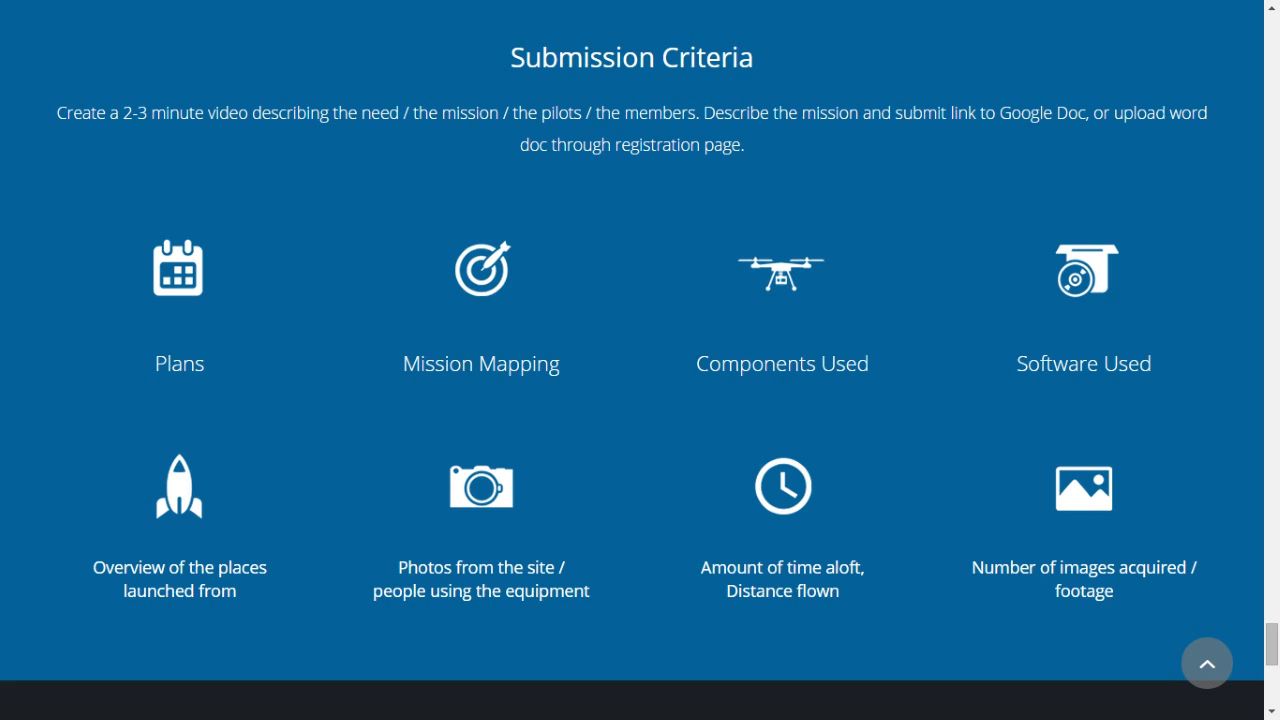 Submission Criteria
Create a 2-3 minute video describing the need / the mission / the pilots / the members. Describe the mission and submit link to Google Doc, or upload word
doc through registration page.
Plans
Mission Mapping
Components Used
Software Used
Overview of the places
launched from
Photos from the site /
people using the equipment
Amount of time aloft,
Distance flown
Number of images acquired /
footage